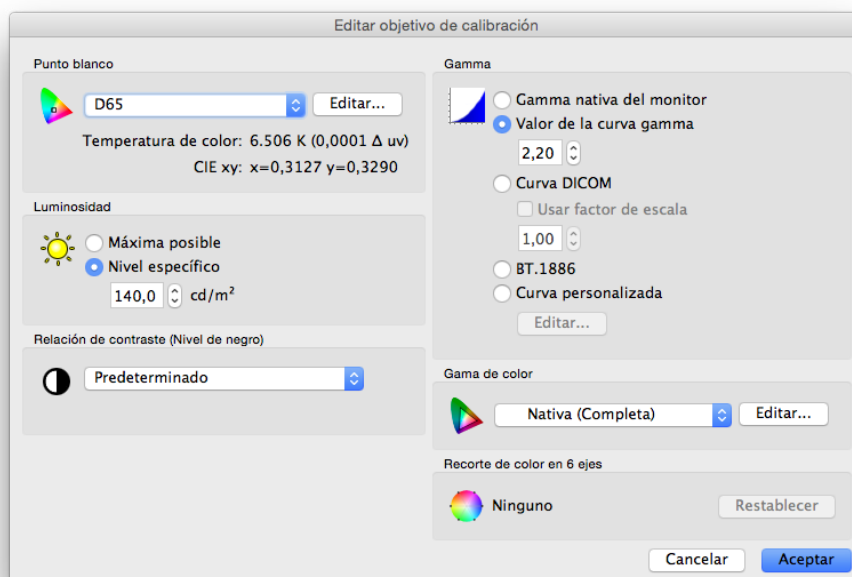 Editar objetivo de calibración
Punto blanco
D65
Editar...
Temperatura de color: 6.506 K (0,0001 Δ uv)
CIE xy: x=0,3127 y=0,3290
Luminosidad
Máxima posible
Nivel específico
140,0 cd/m²
Relación de contraste (Nivel de negro)
Predeterminado
Gamma
Gamma nativa del monitor
Valor de la curva gamma
2,20
Curva DICOM
Usar factor de escala
1,00
BT.1886
Curva personalizada
Editar...
Gama de color
Nativa (Completa)
Editar...
Recorte de color en 6 ejes
Ninguno
Restablecer
Cancelar
Aceptar